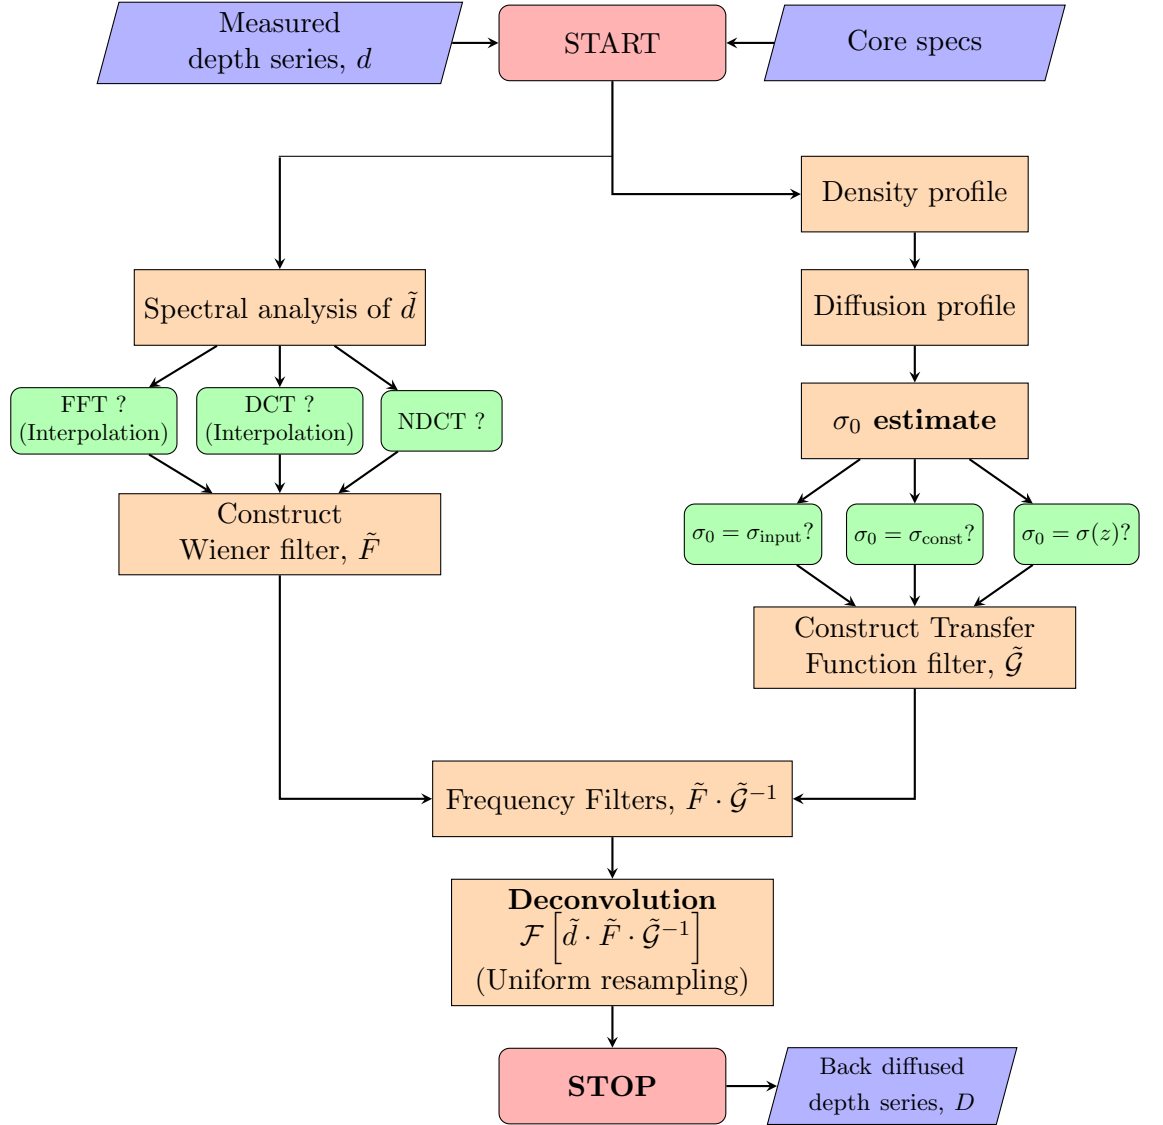 Measured
depth series, d
START
Core specs
Density profile
Spectral analysis of d̃
Diffusion profile
FFT ?
(Interpolation)
DCT ?
(Interpolation)
NDCT ?
σ₀ estimate
Construct
Wiener filter, F̃
σ₀ = σ_input?
σ₀ = σ_const?
σ₀ = σ(z)?
Construct Transfer
Function filter, 𝒢̃
Frequency Filters, F̃ · 𝒢̃⁻¹
Deconvolution
ℱ [d̃ · F̃ · 𝒢̃⁻¹]
(Uniform resampling)
STOP
Back diffused
depth series, D